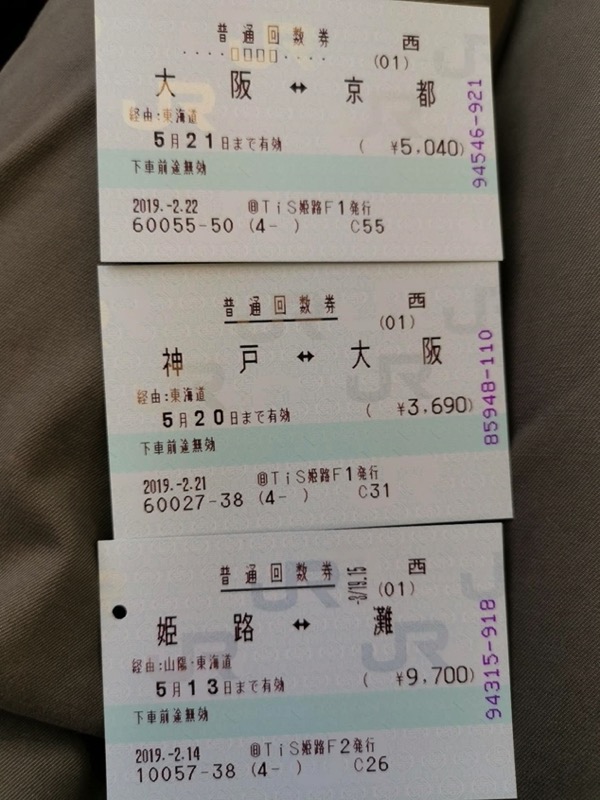 普通回数券
西
(01)
大阪 ↔ 京都
経由:東海道
5月21日まで有効 ( ¥5,040)
下車前途無効
2019.-2.22 @TiS姫路F1発行
60055-50 (4- ) C55
94546-921
普通回数券
西
(01)
神戸 ↔ 大阪
経由:東海道
5月20日まで有効 ( ¥3,690)
下車前途無効
2019.-2.21 @TiS姫路F1発行
60027-38 (4- ) C31
85948-110
普通回数券
-3/19.15
西
(01)
姫路 ↔ 灘
経由:山陽・東海道
5月13日まで有効 ( ¥9,700)
下車前途無効
2019.-2.14 @TiS姫路F2発行
10057-38 (4- ) C26
94315-918